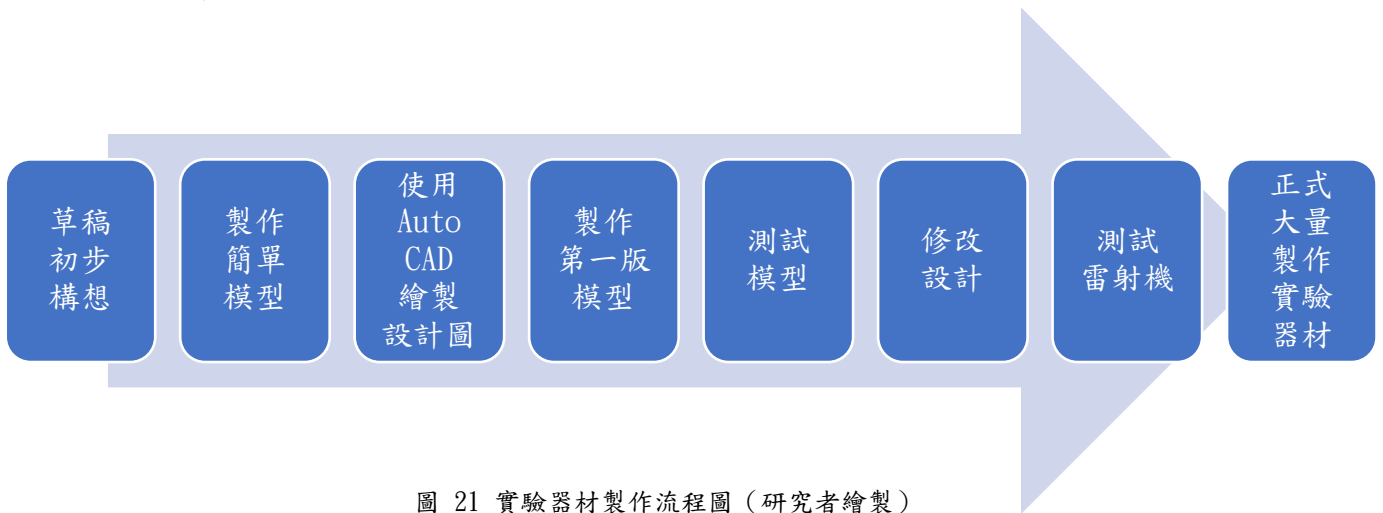 草稿
初步
構想
製作
簡單
模型
使用
Auto
CAD
繪製
設計圖
製作
第一版
模型
測試
模型
修改
設計
測試
雷射機
正式
大量
製作
實驗
器材
圖 21 實驗器材製作流程圖（研究者繪製）